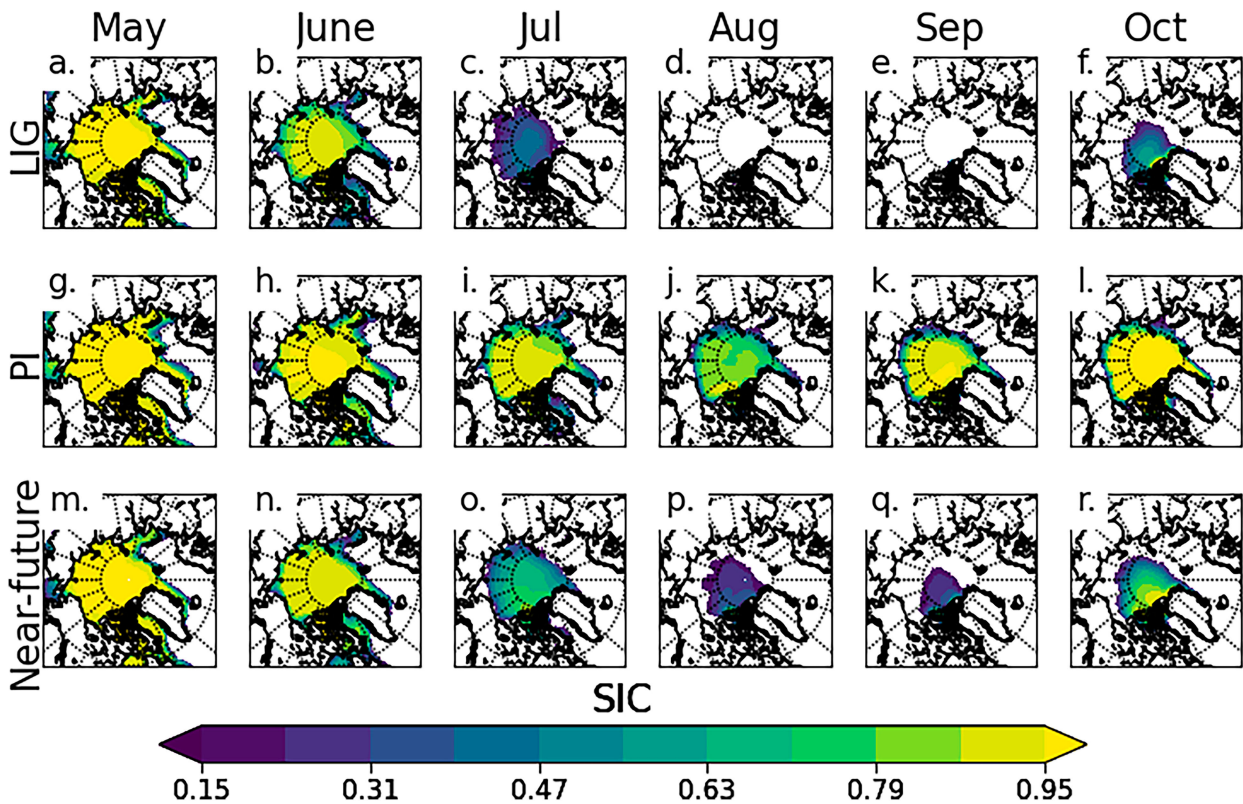 May June Jul Aug Sep Oct
a. b. c. d. e. f.
LIG
g. h. i. j. k. l.
PI
m. n. o. p. q. r.
Near-future
SIC
0.15 0.31 0.47 0.63 0.79 0.95